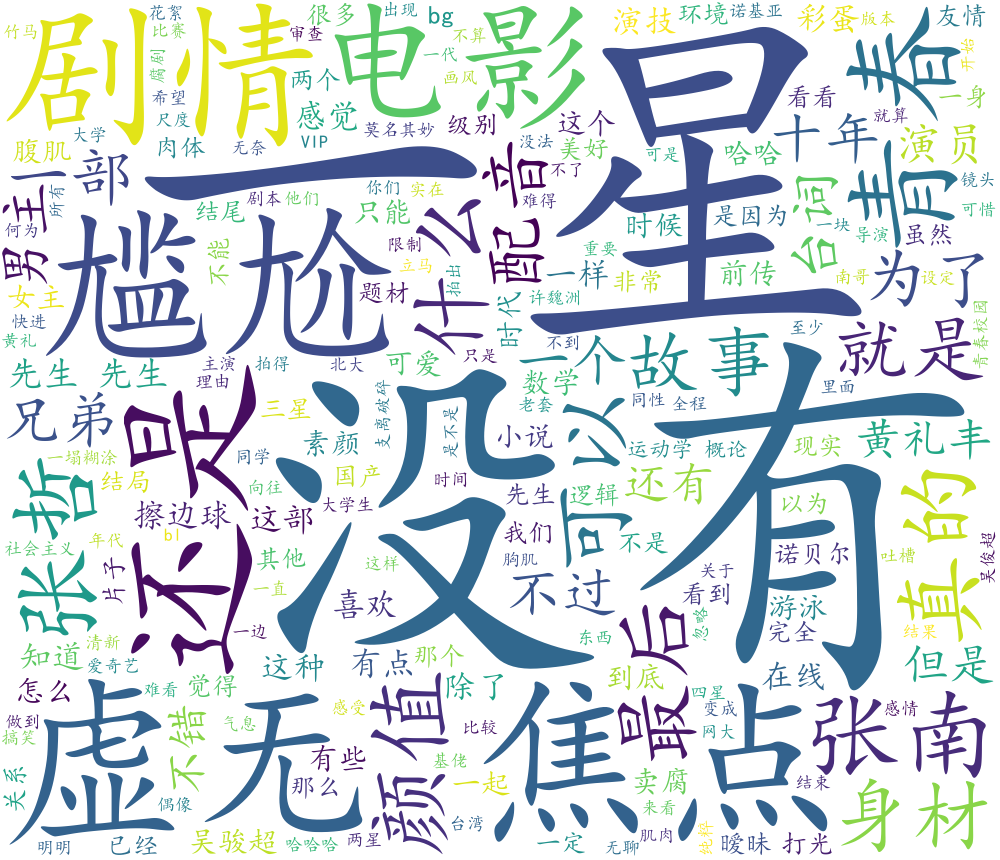 竹马
花絮
很多
出现
bg
演技
环境
诺基亚
彩蛋
版本
友情
剧情
电影
比赛
审查
两个
一代
不算
星
春
开始
腐剧
希望
尺度
感觉
画风
看看
一身
大学
无奈
VIP
莫名其妙
级别
这个
没法
就算
腹肌
肉体
美好
可是
哈哈
十年
演员
男主
一部
一
音
不了
台词
青
镜头
所有
剧本
他们
你们
实在
难得
何为
结尾
只能
什么
配
时候
是因为
一块
导演
虽然
可惜
尴尬
不能
限制
重要
女主
立马
拍出
一样
非常
前传
南哥
设定
为了
快进
题材
时代
许魏洲
黄礼
主演
拍得
北大
可爱
只是
不到
至少
就是
青春校园
先生
先生
理由
数学
一个
故事
里面
兄弟
还是
三星
素颜
支离破碎
是不是
老套
同性
全程
没有
小说
可以
运动学
概论
现实
黄礼丰
一塌糊涂
结局
同学
国产
向往
张哲
擦边球
这部
大学生
时间
先生
逻辑
还有
以为
真的
社会主义
年代
bl
其他
我们
不是
诺贝尔
吐槽
吴俊超
片子
一直
这样
胸肌
关于
喜欢
不过
看到
游泳
清新
一边
忽略
完全
结果
知道
爱奇艺
这种
有点
那个
东西
最后
到底
在线
但是
怎么
难看
觉得
除了
四星
变成
做到
搞笑
不错
气息
感受
颜值
比较
网大
张南
感情
虚
无
焦点
有些
基佬
关系
那么
一起
卖腐
结束
偶像
来看
身材
明明
已经
吴骏超
哈哈哈
两星
台湾
一定
无聊
肌肉
纯粹
暧昧
打光